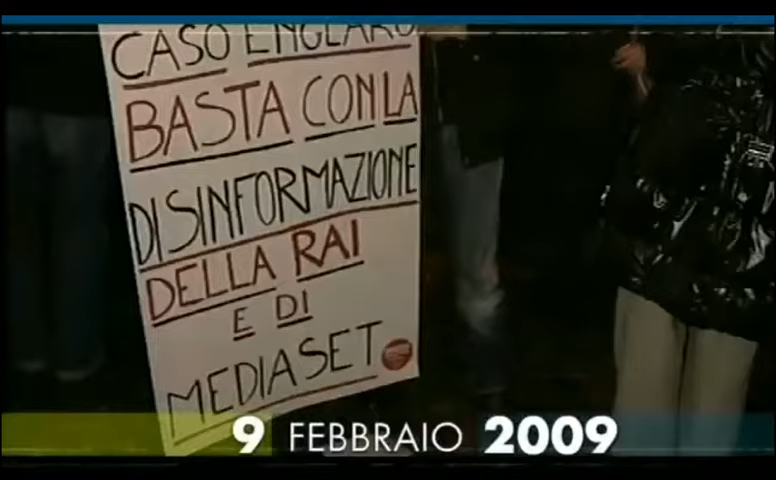 CASO ENGLARO
BASTA CON LA
DISINFORMAZIONE
DELLA RAI
E DI
MEDIASET
9 FEBBRAIO 2009